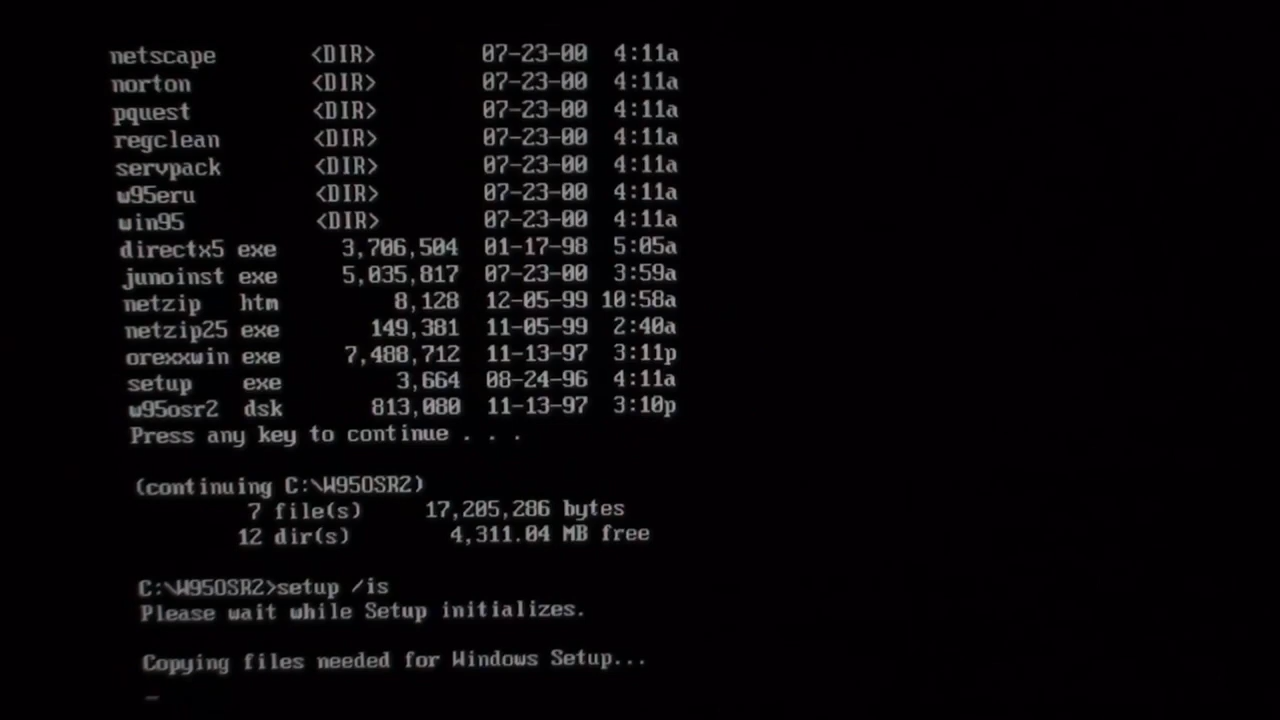 netscape <DIR> 07-23-00 4:11a
norton <DIR> 07-23-00 4:11a
pquest <DIR> 07-23-00 4:11a
regclean <DIR> 07-23-00 4:11a
servpack <DIR> 07-23-00 4:11a
w95eru <DIR> 07-23-00 4:11a
win95 <DIR> 07-23-00 4:11a
directx5 exe 3,706,504 01-17-98 5:05a
junoinst exe 5,035,817 07-23-00 3:59a
netzip htm 8,128 12-05-99 10:58a
netzip25 exe 149,381 11-05-99 2:40a
orexxwin exe 7,488,712 11-13-97 3:11p
setup exe 3,664 08-24-96 4:11a
w95osr2 dsk 813,080 11-13-97 3:10p
Press any key to continue . . .
(continuing C:\W95OSR2)
7 file(s) 17,205,286 bytes
12 dir(s) 4,311.04 MB free
C:\W95OSR2>setup /is
Please wait while Setup initializes.
Copying files needed for Windows Setup...
_